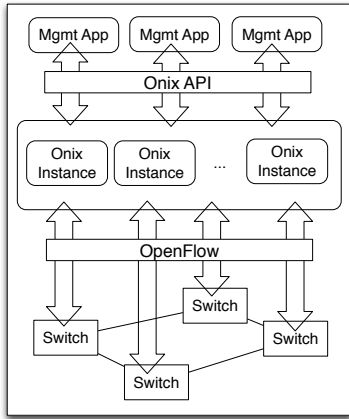 Mgmt App Mgmt App Mgmt App
Onix API
Onix Onix ... Onix
Instance Instance Instance
OpenFlow
Switch
Switch Switch
Switch